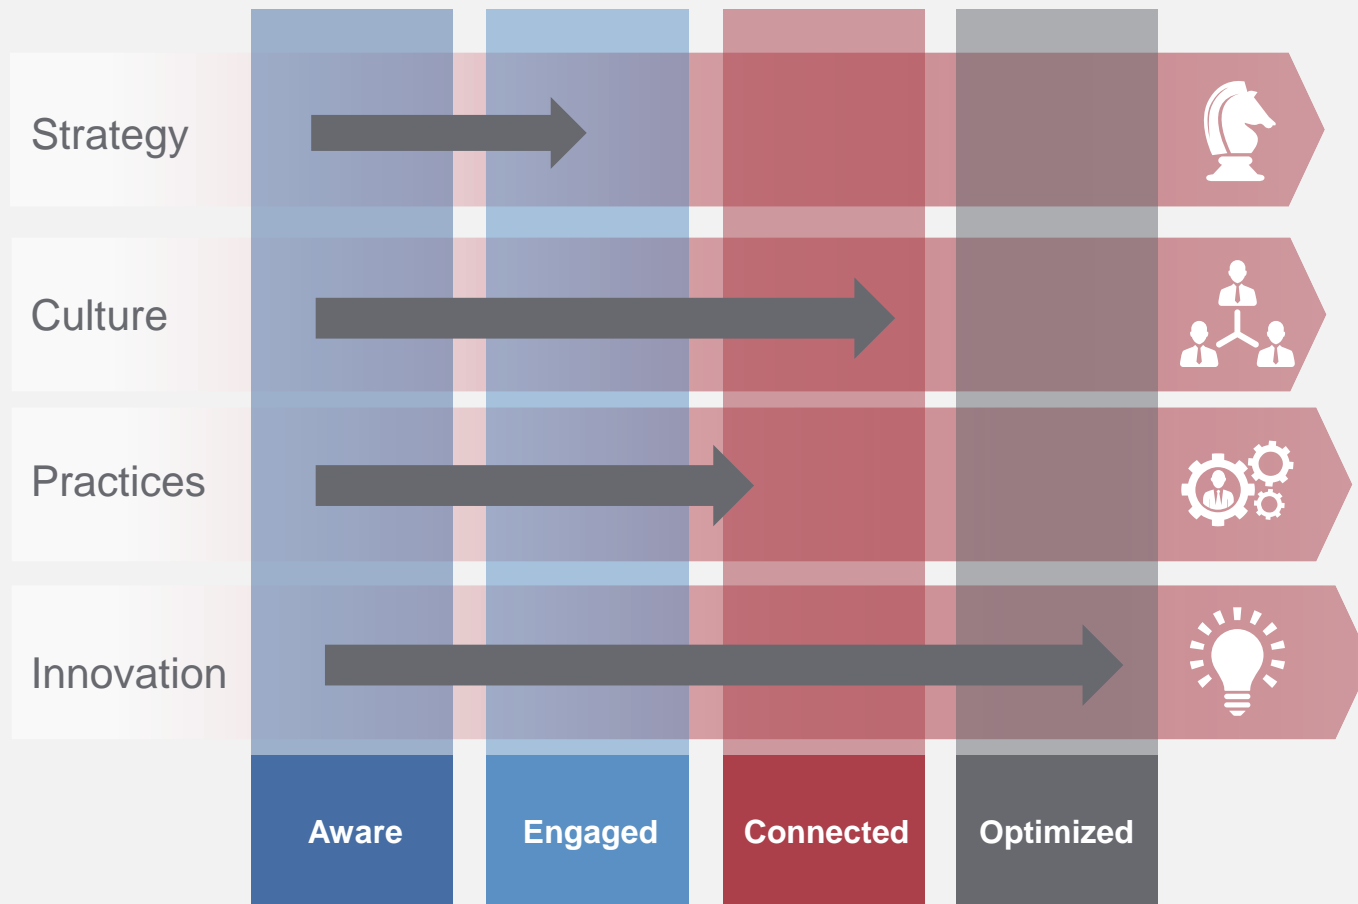 Strategy
Culture
Practices
Innovation
Aware
Engaged
Connected
Optimized